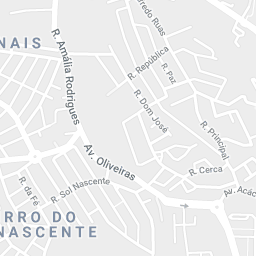 redo Ruas
NAIS
R. Amália Rodrigues
R. República
R. Paz
R. Dom José
R. Principal
Av. Oliveiras
R. Cerca
R. da Fé
R. Sol Nascente
Av. Acác
RRO DO
NASCENTE